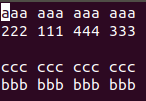 aaa aaa aaa aaa
222 111 444 333

ccc ccc ccc ccc
bbb bbb bbb bbb